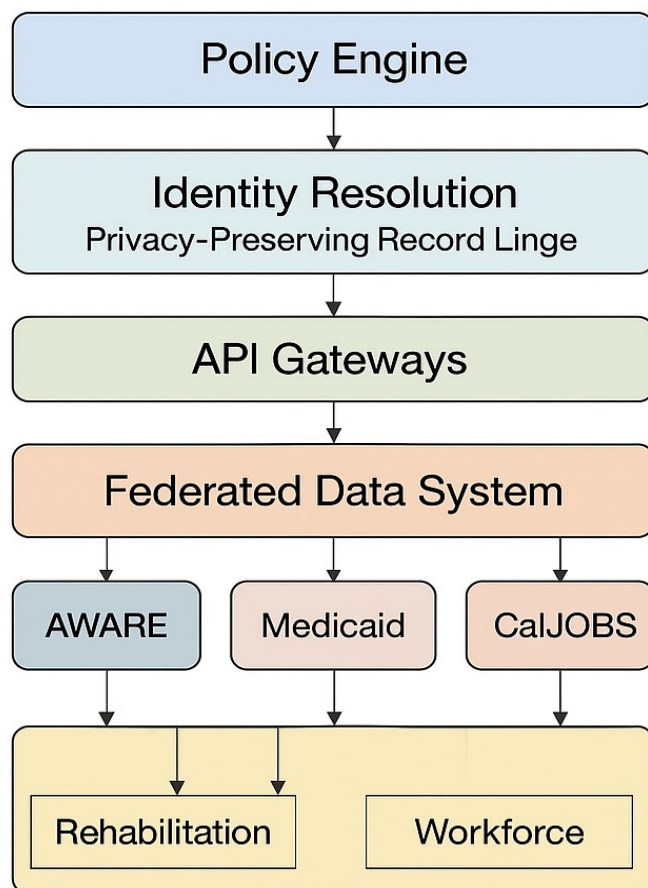 Policy Engine
Identity Resolution
Privacy-Preserving Record Linge
API Gateways
Federated Data System
AWARE
Medicaid
CalJOBS
Rehabilitation
Workforce